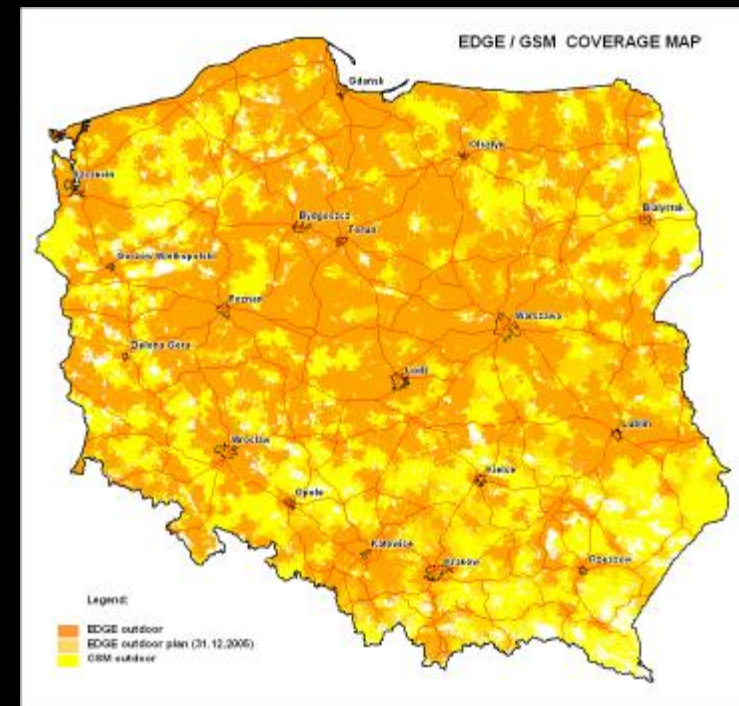 EDGE / GSM COVERAGE MAP
Gdańsk
Olsztyn
Szczecin
Bydgoszcz
Białystok
Toruń
Gorzów Wielkopolski
Poznań
Warszawa
Zielona Góra
Łódź
Lublin
Wrocław
Kielce
Opole
Katowice
Kraków
Rzeszów
Legend:
EDGE outdoor
EDGE outdoor plan (31.12.2005)
GSM outdoor